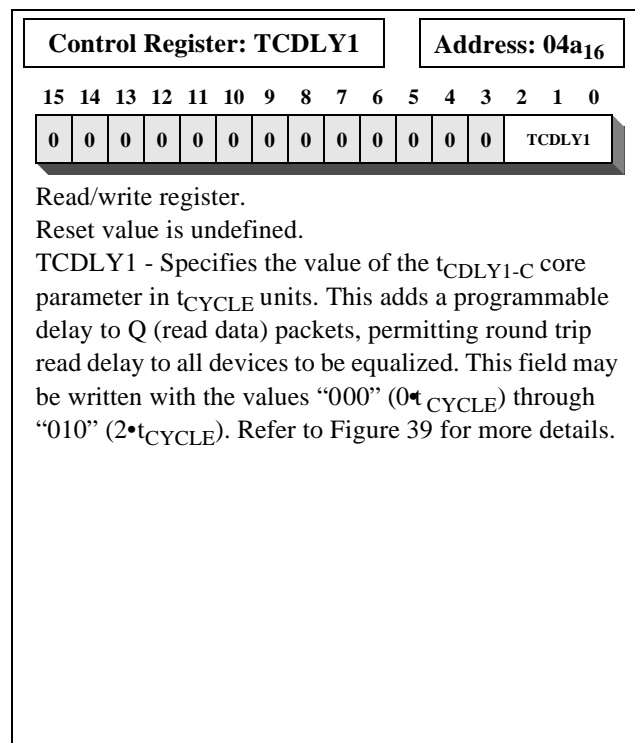 Control Register: TCDLY1 Address: 04a16
15 14 13 12 11 10 9 8 7 6 5 4 3 2 1 0
0 0 0 0 0 0 0 0 0 0 0 0 0 TCDLY1
Read/write register.
Reset value is undefined.
TCDLY1 - Specifies the value of the tCDLY1-C core
parameter in tCYCLE units. This adds a programmable
delay to Q (read data) packets, permitting round trip
read delay to all devices to be equalized. This field may
be written with the values “000” (0•tCYCLE) through
“010” (2•tCYCLE). Refer to Figure 39 for more details.